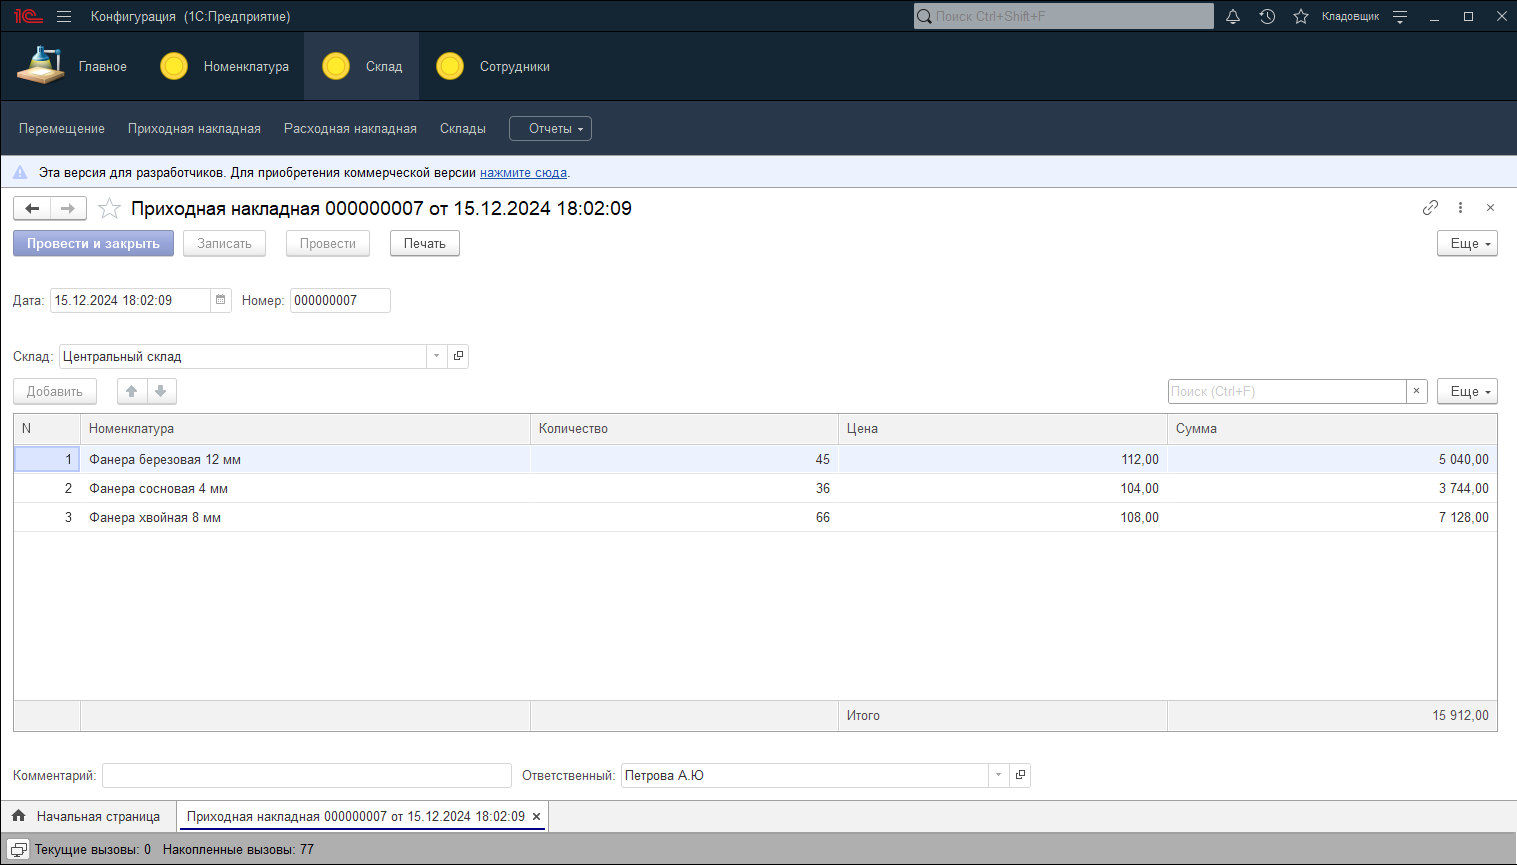 1С Конфигурация (1С:Предприятие) Поиск Ctrl+Shift+F Кладовщик
Главное Номенклатура Склад Сотрудники
Перемещение Приходная накладная Расходная накладная Склады Отчеты
Эта версия для разработчиков. Для приобретения коммерческой версии нажмите сюда.
Приходная накладная 000000007 от 15.12.2024 18:02:09
Провести и закрыть Записать Провести Печать Еще
Дата: 15.12.2024 18:02:09 Номер: 000000007
Склад: Центральный склад
Добавить Поиск (Ctrl+F) × Еще
N Номенклатура Количество Цена Сумма
1 Фанера березовая 12 мм 45 112,00 5 040,00
2 Фанера сосновая 4 мм 36 104,00 3 744,00
3 Фанера хвойная 8 мм 66 108,00 7 128,00
Итого 15 912,00
Комментарий: Ответственный: Петрова А.Ю
Начальная страница Приходная накладная 000000007 от 15.12.2024 18:02:09 ×
Текущие вызовы: 0 Накопленные вызовы: 77